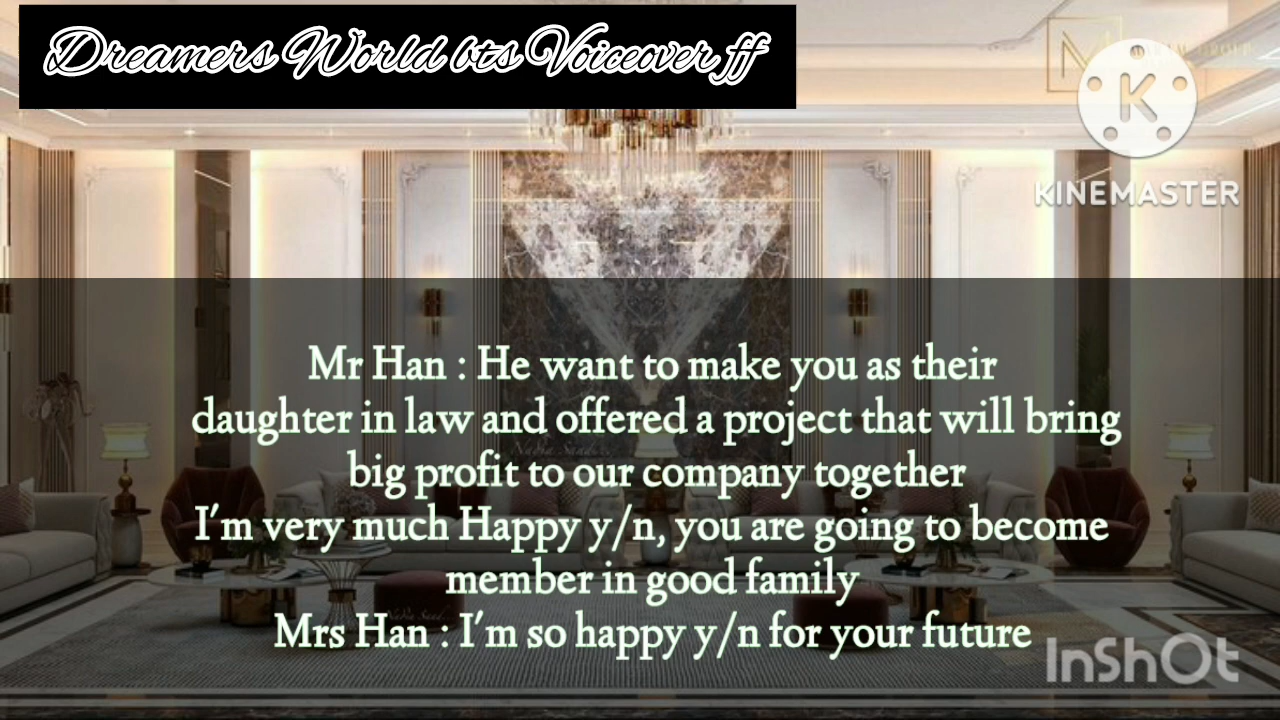 Dreamers World bts Voiceover ff
K
KINEMASTER
Mr Han : He want to make you as their
daughter in law and offered a project that will bring
big profit to our company together
I'm very much Happy y/n, you are going to become
member in good family
Mrs Han : I'm so happy y/n for your future
InShOt